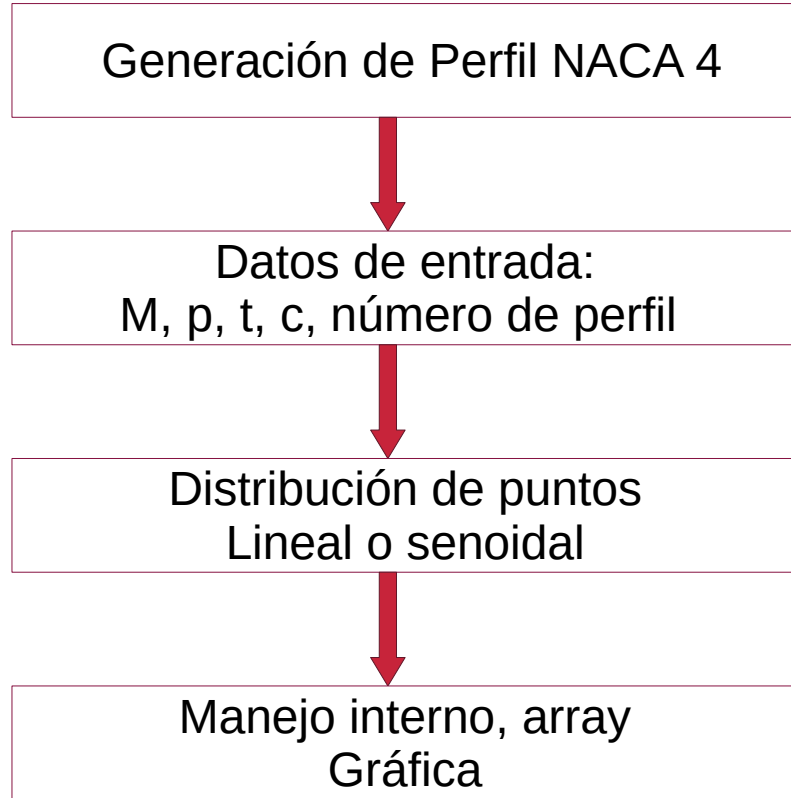 Generación de Perfil NACA 4
Datos de entrada:
M, p, t, c, número de perfil
Distribución de puntos
Lineal o senoidal
Manejo interno, array
Gráfica